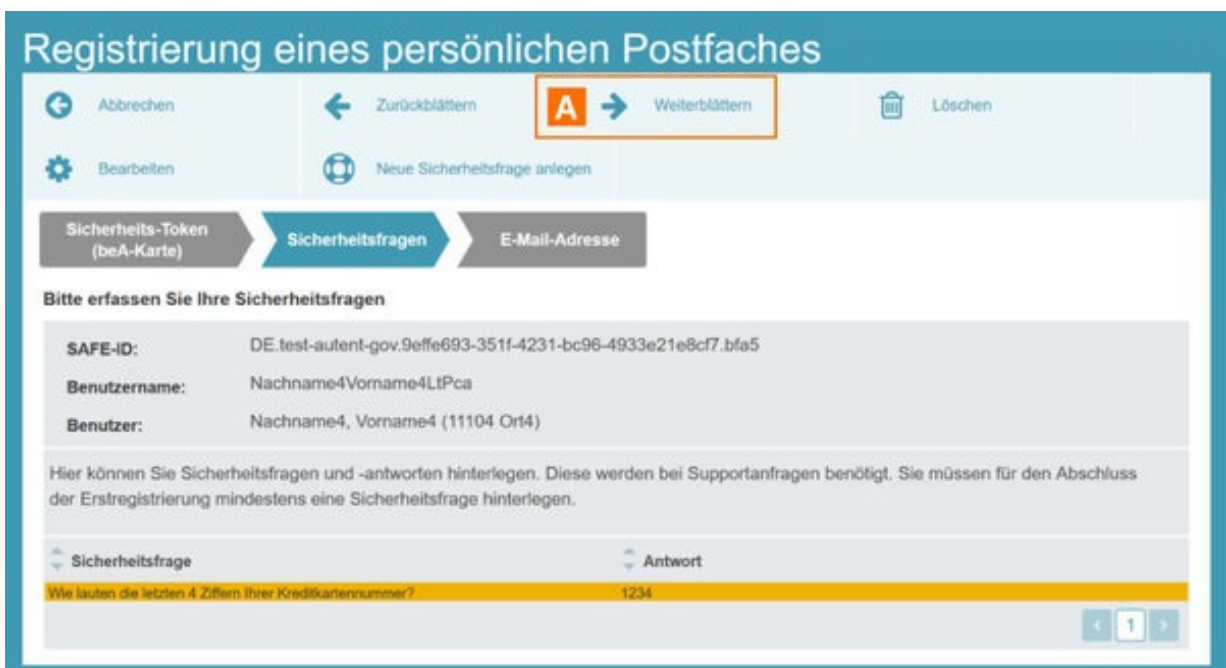 Registrierung eines persönlichen Postfaches
Abbrechen
Zurückblättern
A
Weiterblättern
Löschen
Bearbeiten
Neue Sicherheitsfrage anlegen
Sicherheits-Token
(beA-Karte)
Sicherheitsfragen
E-Mail-Adresse
Bitte erfassen Sie Ihre Sicherheitsfragen
SAFE-ID: DE.test-autent-gov.9effe693-351f-4231-bc96-4933e21e8cf7.bfa5
Benutzername: Nachname4Vorname4LtPca
Benutzer: Nachname4, Vorname4 (11104 Ort4)
Hier können Sie Sicherheitsfragen und -antworten hinterlegen. Diese werden bei Supportanfragen benötigt. Sie müssen für den Abschluss
der Erstregistrierung mindestens eine Sicherheitsfrage hinterlegen.
Sicherheitsfrage Antwort
Wie lauten die letzten 4 Ziffern Ihrer Kreditkartennummer? 1234
1